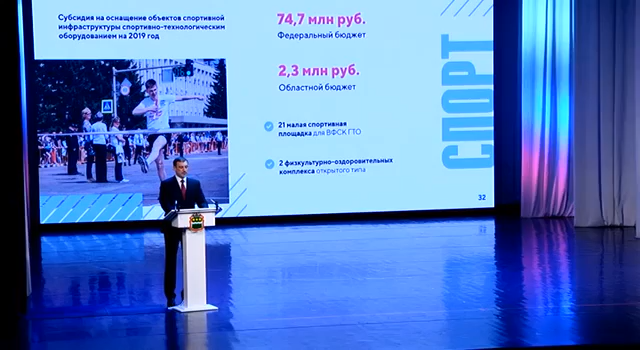 Субсидия на оснащение объектов спортивной
инфраструктуры спортивно-технологическим
оборудованием на 2019 год
74,7 млн руб.
Федеральный бюджет
2,3 млн руб.
Областной бюджет
21 малая спортивная
площадка для ВФСК ГТО
2 физкультурно-оздоровительных
комплекса открытого типа
СПОРТ
32